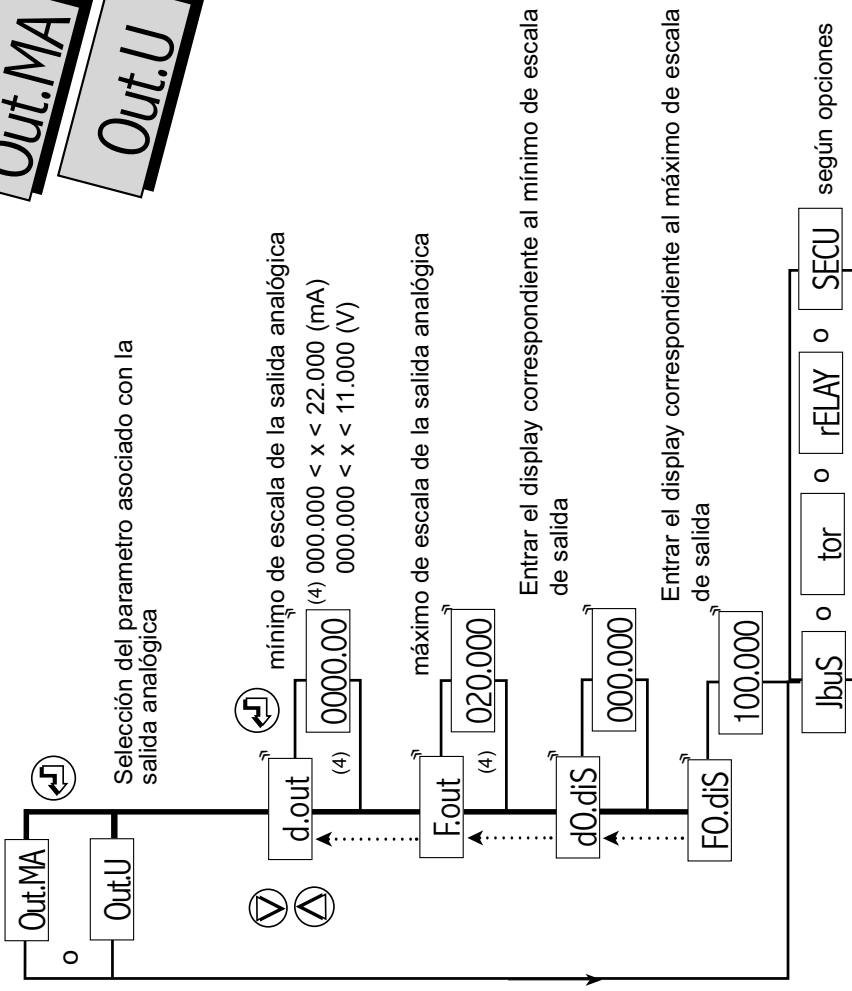 Out.MA
Out.U
Out.MA
o
Out.U
Selección del parametro asociado con la
salida analógica
d.out
(4)
0000.00
mínimo de escala de la salida analógica
(4) 000.000 < x < 22.000 (mA)
000.000 < x < 11.000 (V)
F.out
(4)
020.000
máximo de escala de la salida analógica
dO.diS
000.000
Entrar el display correspondiente al mínimo de escala
de salida
FO.diS
100.000
Entrar el display correspondiente al máximo de escala
de salida
JbuS o tor o rELAY o SECU según opciones